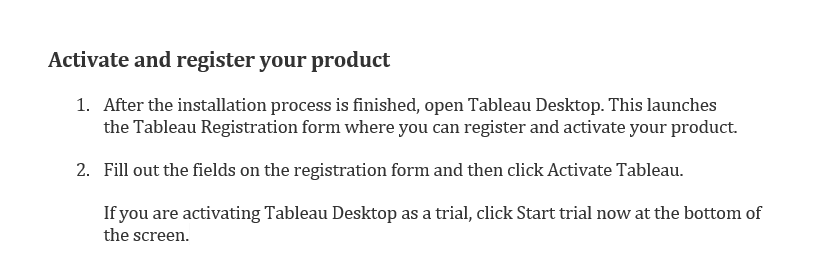 Activate and register your product
1. After the installation process is finished, open Tableau Desktop. This launches
the Tableau Registration form where you can register and activate your product.
2. Fill out the fields on the registration form and then click Activate Tableau.
If you are activating Tableau Desktop as a trial, click Start trial now at the bottom of
the screen.